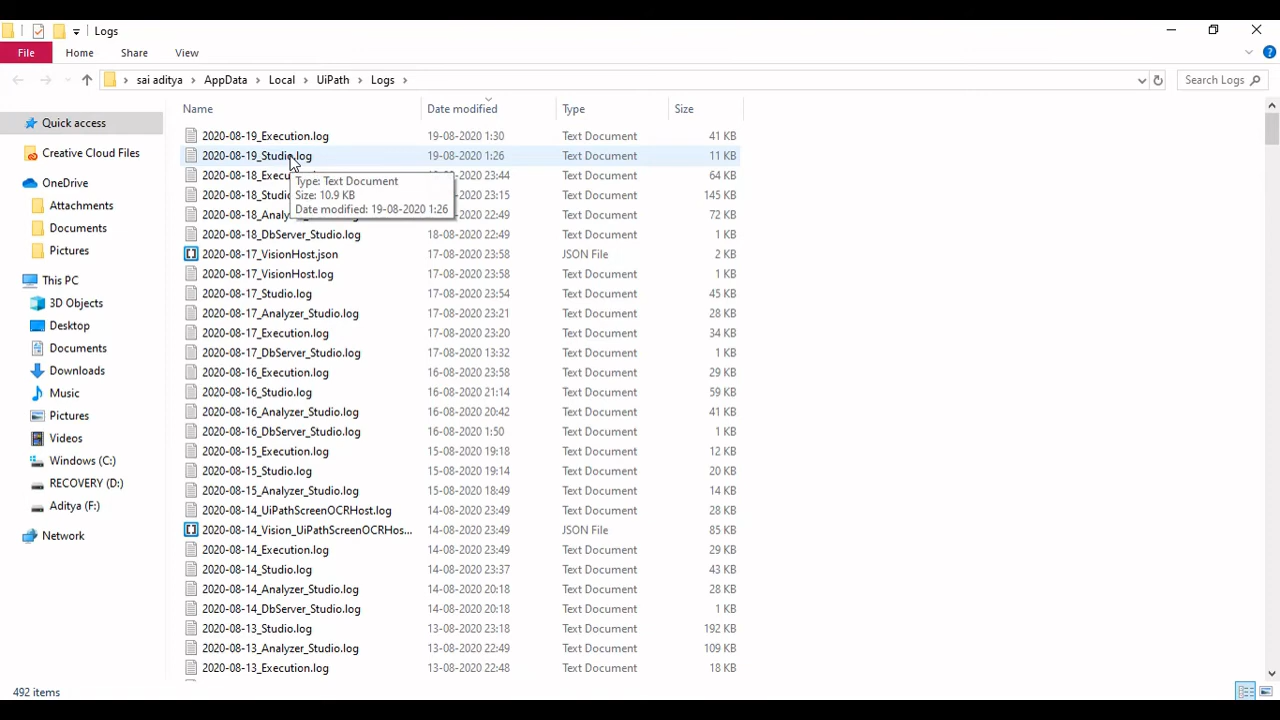 Logs
File Home Share View
sai aditya AppData Local UiPath Logs Search Logs
Name Date modified Type Size
Quick access
Creative Cloud Files
OneDrive
Attachments
Documents
Pictures
This PC
3D Objects
Desktop
Documents
Downloads
Music
Pictures
Videos
Windows (C:)
RECOVERY (D:)
Aditya (F:)
Network
2020-08-19_Execution.log 19-08-2020 1:30 Text Document 41 KB
2020-08-19_Studio.log 19-08-2020 1:26 Text Document 11 KB
2020-08-18_Execu 23:44 Text Document 64 KB
2020-08-18_Studi 23:15 Text Document 145 KB
2020-08-18_Analy 22:49 Text Document 72 KB
Type: Text Document
Size: 10.9 KB
Date modified: 19-08-2020 1:26
2020-08-18_DbServer_Studio.log 18-08-2020 22:49 Text Document 1 KB
2020-08-17_VisionHost.json 17-08-2020 23:58 JSON File 2 KB
2020-08-17_VisionHost.log 17-08-2020 23:58 Text Document 1 KB
2020-08-17_Studio.log 17-08-2020 23:54 Text Document 45 KB
2020-08-17_Analyzer_Studio.log 17-08-2020 23:21 Text Document 28 KB
2020-08-17_Execution.log 17-08-2020 23:20 Text Document 34 KB
2020-08-17_DbServer_Studio.log 17-08-2020 13:32 Text Document 1 KB
2020-08-16_Execution.log 16-08-2020 23:58 Text Document 29 KB
2020-08-16_Studio.log 16-08-2020 21:14 Text Document 59 KB
2020-08-16_Analyzer_Studio.log 16-08-2020 20:42 Text Document 41 KB
2020-08-16_DbServer_Studio.log 16-08-2020 1:50 Text Document 1 KB
2020-08-15_Execution.log 15-08-2020 19:18 Text Document 12 KB
2020-08-15_Studio.log 15-08-2020 19:14 Text Document 20 KB
2020-08-15_Analyzer_Studio.log 15-08-2020 18:49 Text Document 14 KB
2020-08-14_UiPathScreenOCRHost.log 14-08-2020 23:49 Text Document 28 KB
2020-08-14_Vision_UiPathScreenOCRHos... 14-08-2020 23:49 JSON File 85 KB
2020-08-14_Execution.log 14-08-2020 23:49 Text Document 29 KB
2020-08-14_Studio.log 14-08-2020 23:37 Text Document 43 KB
2020-08-14_Analyzer_Studio.log 14-08-2020 20:18 Text Document 28 KB
2020-08-14_DbServer_Studio.log 14-08-2020 20:18 Text Document 1 KB
2020-08-13_Studio.log 13-08-2020 23:18 Text Document 192 KB
2020-08-13_Analyzer_Studio.log 13-08-2020 22:49 Text Document 109 KB
2020-08-13_Execution.log 13-08-2020 22:48 Text Document 18 KB
492 items